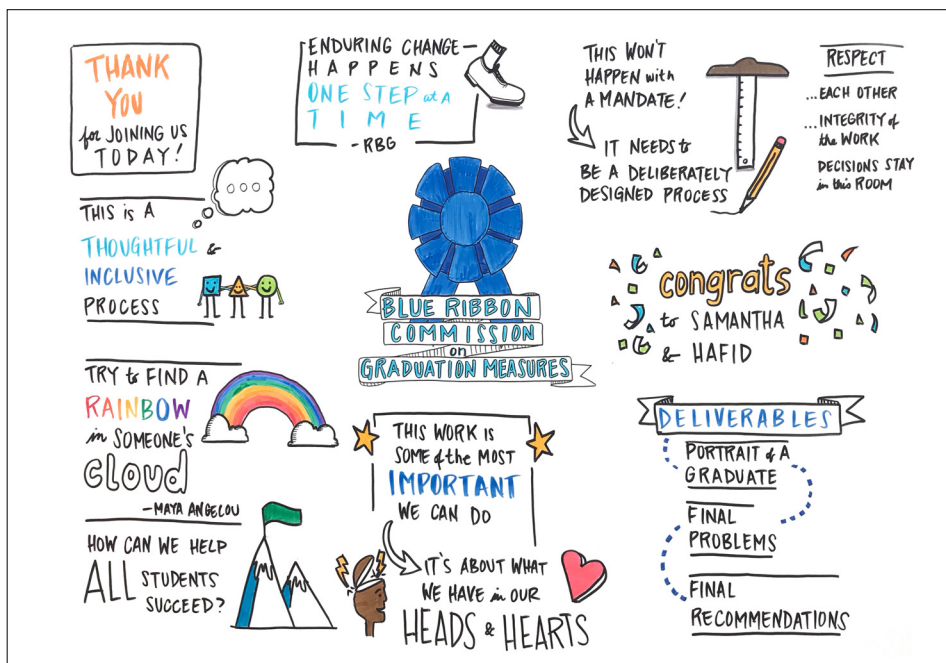 THANK
YOU
for JOINING US
TODAY!
THIS is A
THOUGHTFUL &
INCLUSIVE
PROCESS
TRY to FIND A
RAINBOW
in SOMEONE'S
CLOUD
-MAYA ANGELOU
HOW CAN WE HELP
ALL STUDENTS
SUCCEED?
ENDURING CHANGE
HAPPENS
ONE STEP at A
TIME
- RBG
BLUE RIBBON
COMMISSION
on
GRADUATION MEASURES
THIS WORK IS
SOME of the MOST
IMPORTANT
WE CAN DO
IT'S ABOUT WHAT
WE HAVE in OUR
HEADS & HEARTS
THIS WON'T
HAPPEN with
A MANDATE!
IT NEEDS to
BE A DELIBERATELY
DESIGNED PROCESS
RESPECT
...EACH OTHER
...INTEGRITY of
the WORK
DECISIONS STAY
in this ROOM
congrats
to SAMANTHA
& HAFID
DELIVERABLES
PORTRAIT of A
GRADUATE
FINAL
PROBLEMS
FINAL
RECOMMENDATIONS